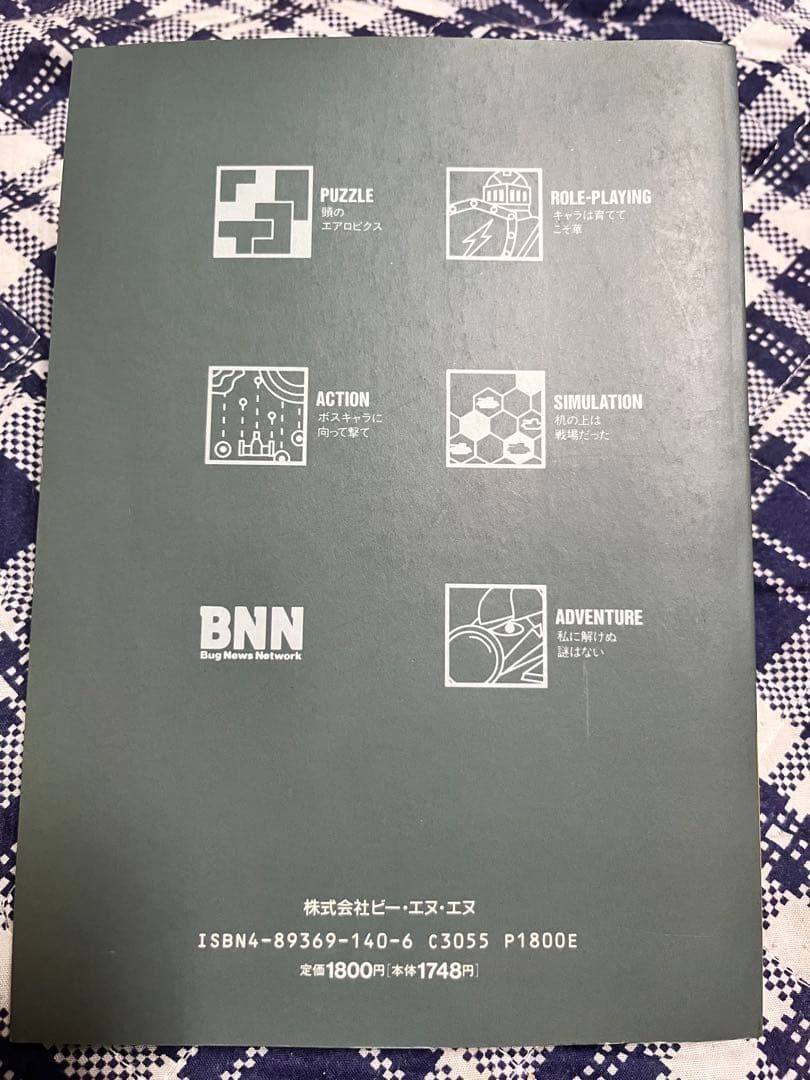 PUZZLE
頭の
エアロビクス
ROLE-PLAYING
キャラは育てて
こそ華
ACTION
ボスキャラに
向って撃て
SIMULATION
机の上は
戦場だった
BNN
Bug News Network
ADVENTURE
私に解けぬ
謎はない
株式会社ビー・エヌ・エヌ
ISBN4-89369-140-6 C3055 P1800E
定価1800円[本体1748円]